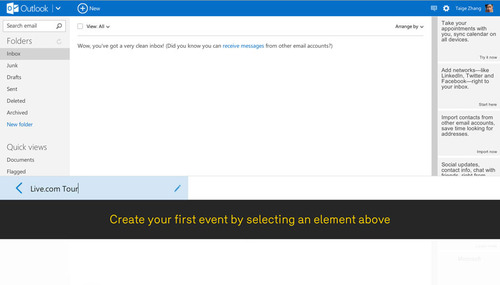 Outlook
New
Taige Zhang
Search email
View: All
Arrange by
Wow, you've got a very clean inbox! (Did you know you can receive messages from other email accounts?)
Folders
Inbox
Junk
Drafts
Sent
Deleted
Archived
New folder
Quick views
Documents
Flagged
Take your
appointments with
you, sync calendar on
all devices.
Try it now
Add networks—like
LinkedIn, Twitter and
Facebook—right to
your inbox.
Import contacts from
other email accounts,
save time looking for
addresses.
Import now
Social updates,
contact info, chat with
friends, right from
Live.com Tour
Create your first event by selecting an element above